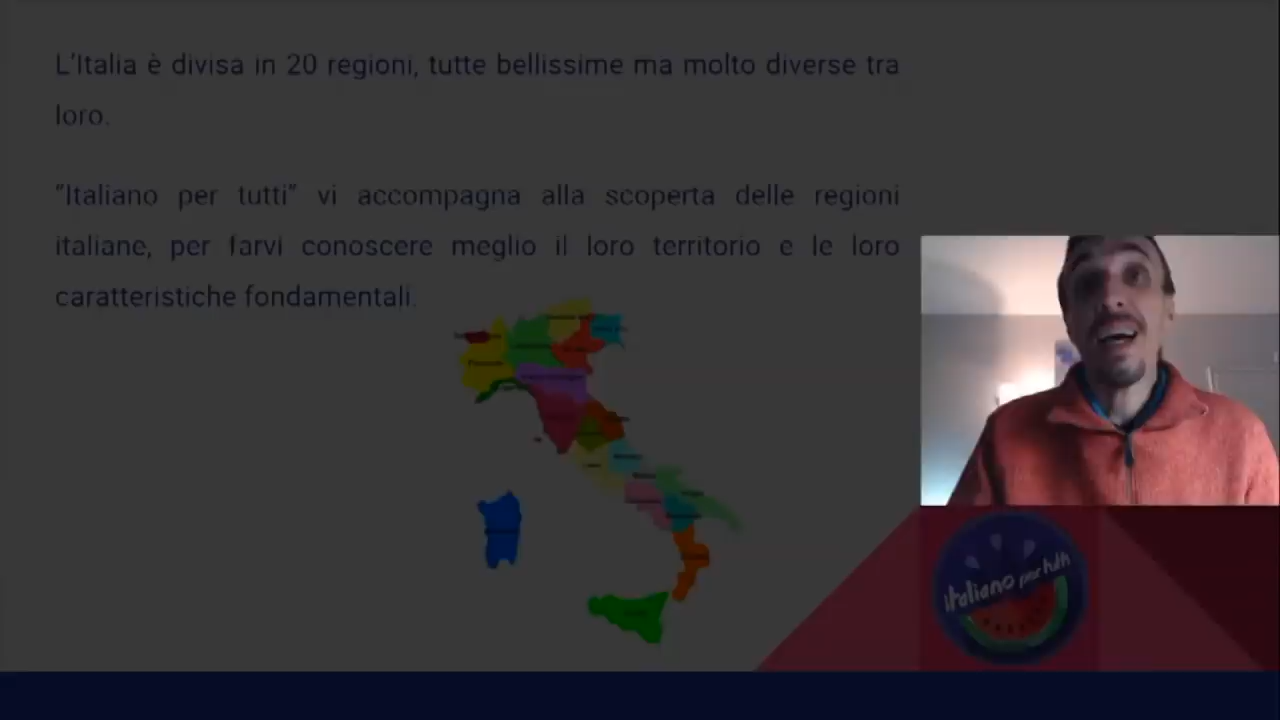 L'Italia è divisa in 20 regioni, tutte bellissime ma molto diverse tra
loro.
"Italiano per tutti" vi accompagna alla scoperta delle regioni
italiane, per farvi conoscere meglio il loro territorio e le loro
caratteristiche fondamentali.
italiano per tutti